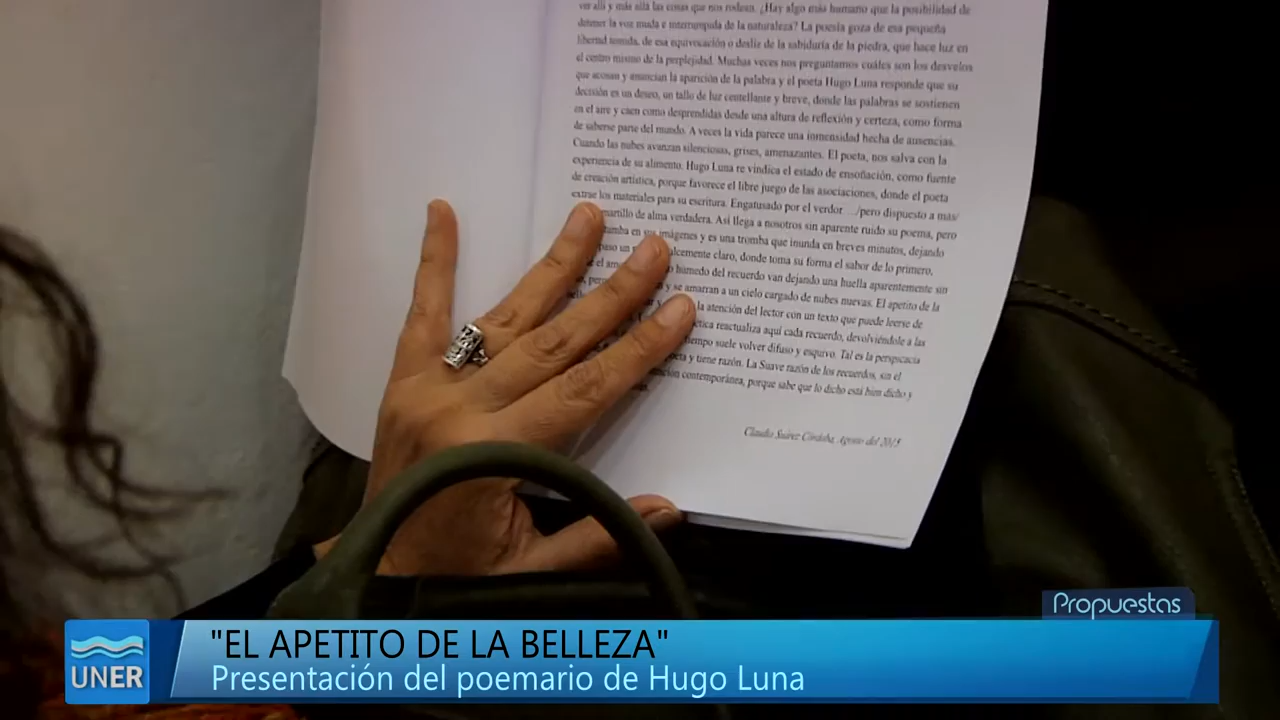 ver allí y más allá las cosas que nos rodean. ¿Hay algo más humano que la posibilidad de
detener la voz muda e interrumpida de la naturaleza? La poesía goza de esa pequeña
libertad tomada, de esa equivocación o desliz de la sabiduría de la piedra, que hace luz en
el centro mismo de la perplejidad. Muchas veces nos preguntamos cuáles son los desvelos
que acosan y anuncian la aparición de la palabra y el poeta Hugo Luna responde que su
decisión es un deseo, un tallo de luz centellante y breve, donde las palabras se sostienen
en el aire y caen como desprendidas desde una altura de reflexión y certeza, como forma
de saberse parte del mundo. A veces la vida parece una inmensidad hecha de ausencias.
Cuando las nubes avanzan silenciosas, grises, amenazantes. El poeta, nos salva con la
experiencia de su alimento. Hugo Luna re vindica el estado de ensoñación, como fuente
de creación artística, porque favorece el libre juego de las asociaciones, donde el poeta
extrae los materiales para su escritura. Engatusado por el verdor .../pero dispuesto a mas/
martillo de alma verdadera. Así llega a nosotros sin aparente ruido su poema, pero
en sus imágenes y es una tromba que inunda en breves minutos, dejando
un dulcemente claro, donde toma su forma el sabor de lo primero,
el húmedo del recuerdo van dejando una huella aparentemente sin
y se amarran a un cielo cargado de nubes nuevas. El apetito de la
la atención del lector con un texto que puede leerse de
reactualiza aquí cada recuerdo, devolviéndole a las
tiempo suele volver difuso y esquivo. Tal es la perspicacia
y tiene razón. La Suave razón de los recuerdos, sin el
contemporánea, porque sabe que lo dicho está bien dicho y
Claudio Suárez Córdoba, Agosto del 2015
Propuestas
"EL APETITO DE LA BELLEZA"
UNER
Presentación del poemario de Hugo Luna